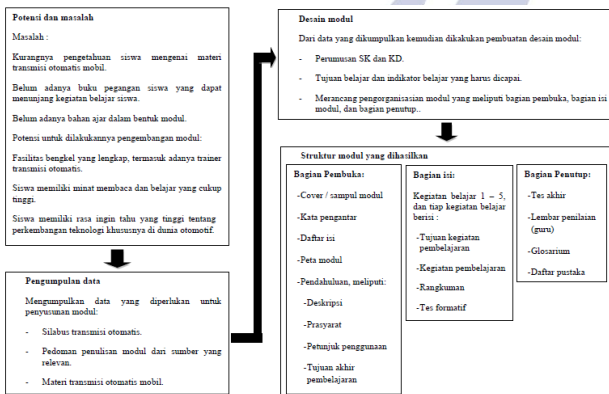 Potensi dan masalah
Masalah :
Kurangnya pengetahuan siswa mengenai materi
transmisi otomatis mobil.
Belum adanya buku pegangan siswa yang dapat
menunjang kegiatan belajar siswa.
Belum adanya bahan ajar dalam bentuk modul.
Potensi untuk dilakukannya pengembangan modul:
Fasilitas bengkel yang lengkap, termasuk adanya trainer
transmisi otomatis.
Siswa memiliki minat membaca dan belajar yang cukup
tinggi.
Siswa memiliki rasa ingin tahu yang tinggi tentang
perkembangan teknologi khususnya di dunia otomotif.
Pengumpulan data
Mengumpulkan data yang diperlukan untuk
penyusunan modul:
- Silabus transmisi otomatis.
- Pedoman penulisan modul dari sumber yang
relevan.
- Materi transmisi otomatis mobil.
Desain modul
Dari data yang dikumpulkan kemudian dikakukan pembuatan desain modul:
- Perumusan SK dan KD.
- Tujuan belajar dan indikator belajar yang harus dicapai.
- Merancang pengorganisasian modul yang meliputi bagian pembuka, bagian isi
modul, dan bagian penutup..
Struktur modul yang dihasilkan
Bagian Pembuka:
-Cover / sampul modul
-Kata pengantar
-Daftar isi
-Peta modul
-Pendahuluan, meliputi:
-Deskripsi
-Prasyarat
-Petunjuk penggunaan
-Tujuan akhir
pembelajaran
Bagian isi:
Kegiatan belajar 1 – 5,
dan tiap kegiatan belajar
berisi :
-Tujuan kegiatan
pembelajaran
-Kegiatan pembelajaran
-Rangkuman
-Tes formatif
Bagian Penutup:
-Tes akhir
-Lembar penilaian
(guru)
-Glosarium
-Daftar pustaka